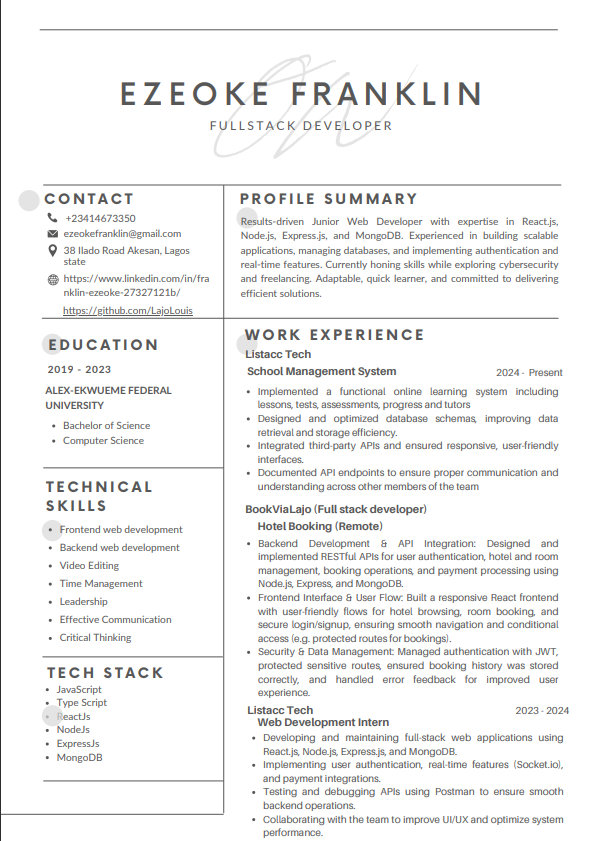 EZEOKE FRANKLIN
FULLSTACK DEVELOPER
CONTACT
+23414673350
ezeokefranklin@gmail.com
38 Ilado Road Akesan, Lagos
state
https://www.linkedin.com/in/fra
nklin-ezeoke-27327121b/
https://github.com/LajoLouis
EDUCATION
2019 - 2023
ALEX-EKWUEME FEDERAL
UNIVERSITY
• Bachelor of Science
• Computer Science
TECHNICAL
SKILLS
• Frontend web development
• Backend web development
• Video Editing
• Time Management
• Leadership
• Effective Communication
• Critical Thinking
TECH STACK
• JavaScript
• Type Script
• ReactJs
• NodeJs
• ExpressJs
• MongoDB
PROFILE SUMMARY
Results-driven Junior Web Developer with expertise in React.js,
Node.js, Express.js, and MongoDB. Experienced in building scalable
applications, managing databases, and implementing authentication and
real-time features. Currently honing skills while exploring cybersecurity
and freelancing. Adaptable, quick learner, and committed to delivering
efficient solutions.
WORK EXPERIENCE
Listacc Tech
School Management System 2024 - Present
• Implemented a functional online learning system including
lessons, tests, assessments, progress and tutors
• Designed and optimized database schemas, improving data
retrieval and storage efficiency.
• Integrated third-party APIs and ensured responsive, user-friendly
interfaces.
• Documented API endpoints to ensure proper communication and
understanding across other members of the team
BookViaLajo (Full stack developer)
Hotel Booking (Remote)
• Backend Development & API Integration: Designed and
implemented RESTful APIs for user authentication, hotel and room
management, booking operations, and payment processing using
Node.js, Express, and MongoDB.
• Frontend Interface & User Flow: Built a responsive React frontend
with user-friendly flows for hotel browsing, room booking, and
secure login/signup, ensuring smooth navigation and conditional
access (e.g. protected routes for bookings).
• Security & Data Management: Managed authentication with JWT,
protected sensitive routes, ensured booking history was stored
correctly, and handled error feedback for improved user
experience.
Listacc Tech 2023 - 2024
Web Development Intern
• Developing and maintaining full-stack web applications using
React.js, Node.js, Express.js, and MongoDB.
• Implementing user authentication, real-time features (Socket.io),
and payment integrations.
• Testing and debugging APIs using Postman to ensure smooth
backend operations.
• Collaborating with the team to improve UI/UX and optimize system
performance.